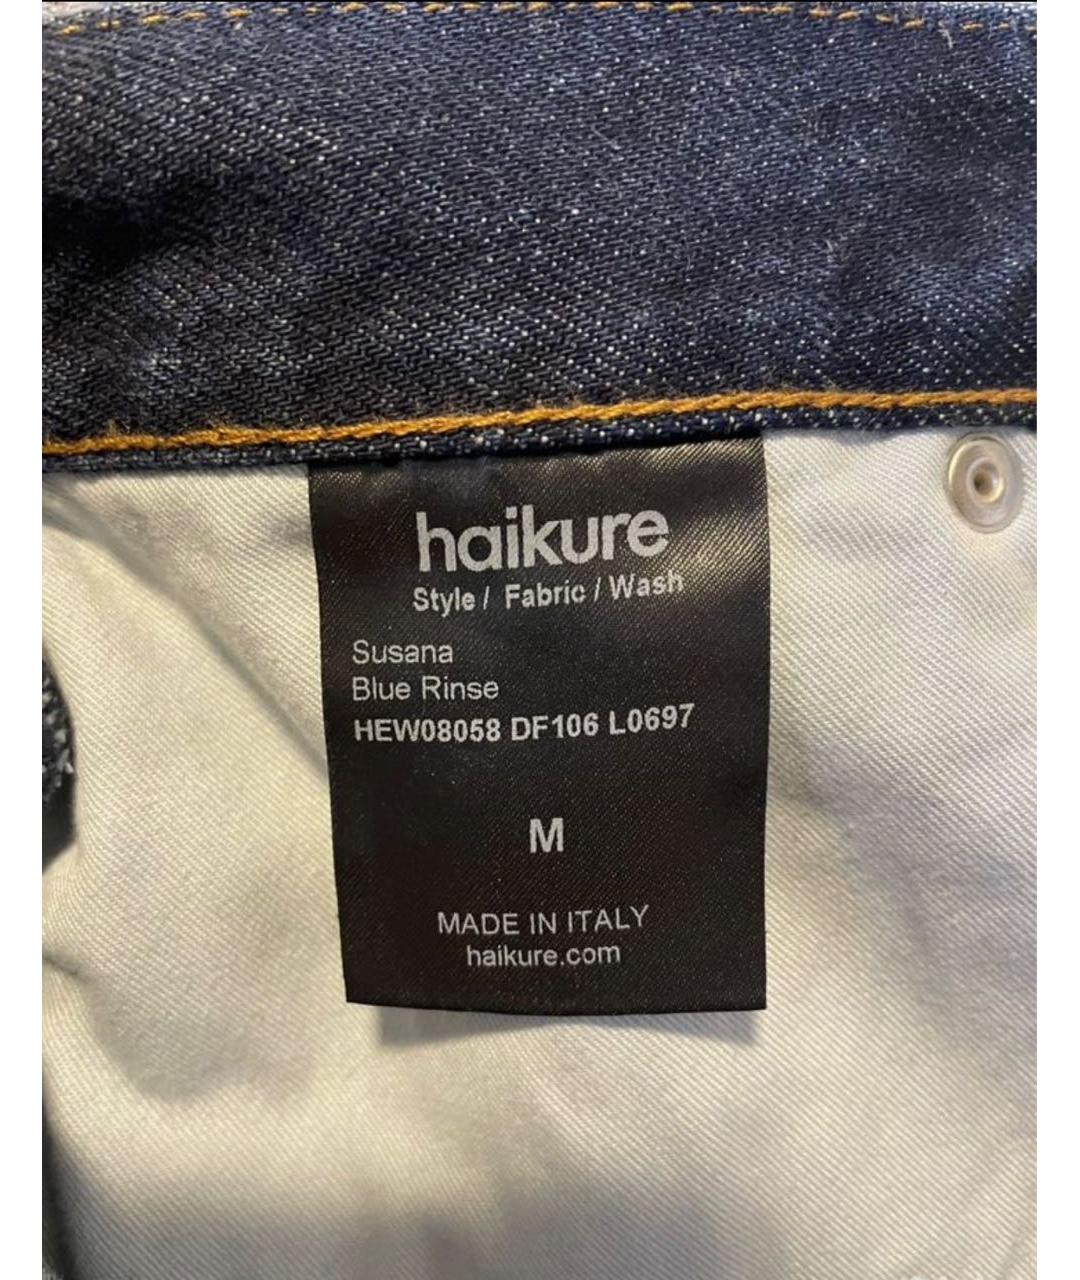 haikure
Style / Fabric / Wash
Susana
Blue Rinse
HEW08058 DF106 L0697
M
MADE IN ITALY
haikure.com